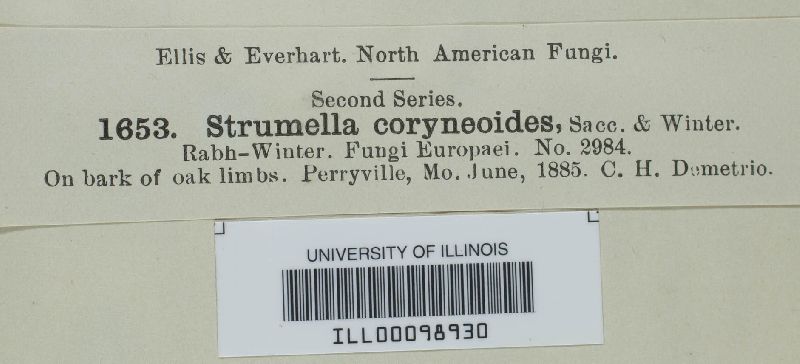 Ellis & Everhart. North American Fungi.
Second Series.
1653. Strumella coryneoides, Sacc. & Winter.
Rabh-Winter. Fungi Europaei. No. 2984.
On bark of oak limbs. Perryville, Mo. June, 1885. C. H. Demetrio.
UNIVERSITY OF ILLINOIS
ILL00098930